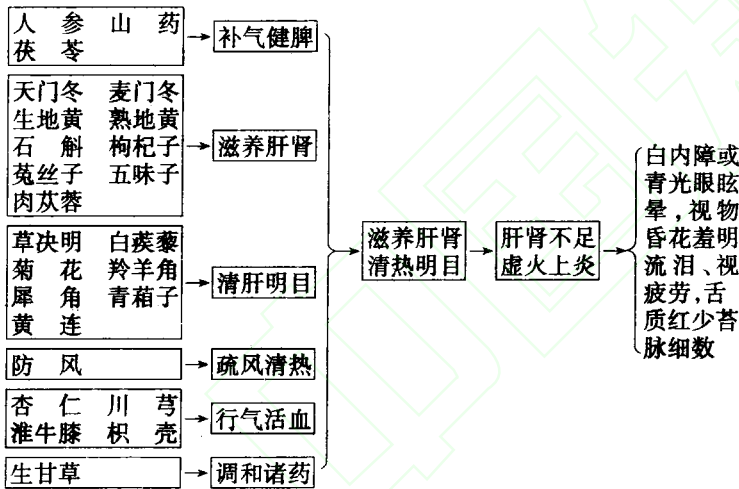 人参 山药
茯苓
补气健脾
天门冬 麦门冬
生地黄 熟地黄
石斛 枸杞子
菟丝子 五味子
肉苁蓉
滋养肝肾
草决明 白蒺藜
菊花 羚羊角
犀角 青葙子
黄连
清肝明目
防风
疏风清热
杏仁 川芎
淮牛膝 枳壳
行气活血
生甘草
调和诸药
滋养肝肾
清热明目
肝肾不足
虚火上炎
白内障或
青光眼眩
晕，视物
昏花羞明
流泪、视
疲劳，舌
质红少苔
脉细数